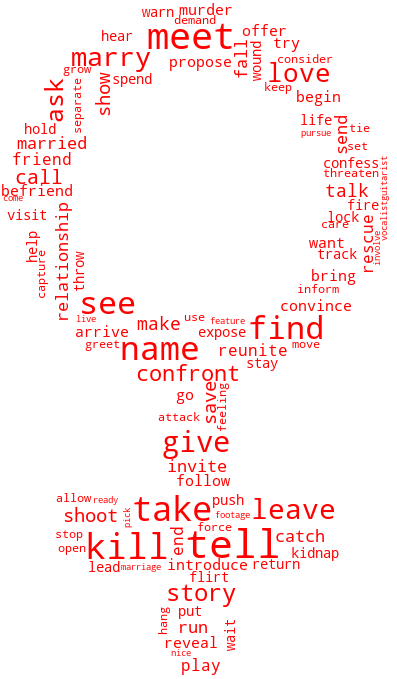 murder
warn
demand
meet
offer
hear
try
fall
wound
marry
propose
consider
love
grow
spend
keep
show
ask
separate
begin
life
send
hold
pursue
tie
married
set
friend
confess
threaten
call
talk
guitarist
vocalist
befriend
come
fire
visit
lock
care
relationship
rescue
involve
help
want
track
capture
throw
bring
inform
see
convince
live
use
feature
make
find
arrive
expose
name
greet
reunite
move
stay
confront
go
save
feeling
attack
give
invite
follow
allow
ready
push
take
leave
shoot
pick
footage
force
stop
end
tell
catch
open
kill
kidnap
lead
marriage
introduce
return
flirt
story
hang
put
run
wait
reveal
nice
play